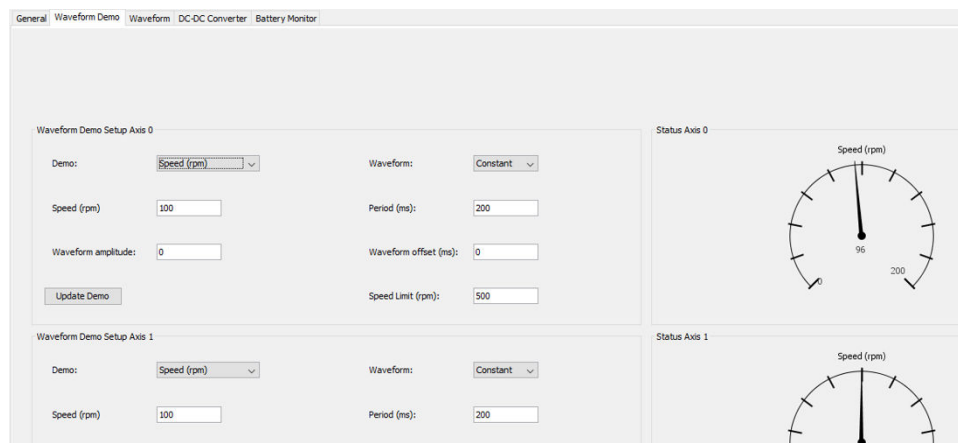 General Waveform Demo Waveform DC-DC Converter Battery Monitor
Waveform Demo Setup Axis 0
Demo: Speed (rpm) Waveform: Constant
Speed (rpm) 100 Period (ms): 200
Waveform amplitude: 0 Waveform offset (ms): 0
Update Demo Speed Limit (rpm): 500
Status Axis 0
Speed (rpm)
96
0 200
Waveform Demo Setup Axis 1
Demo: Speed (rpm) Waveform: Constant
Speed (rpm) 100 Period (ms): 200
Status Axis 1
Speed (rpm)